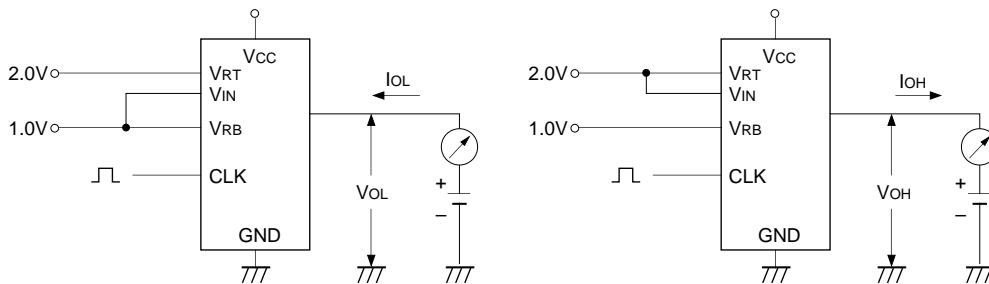 VCC
2.0V
VRT
IOL
VIN
1.0V
VRB
CLK
VOL
+
–
GND
VCC
2.0V
VRT
IOH
VIN
1.0V
VRB
CLK
VOH
+
–
GND